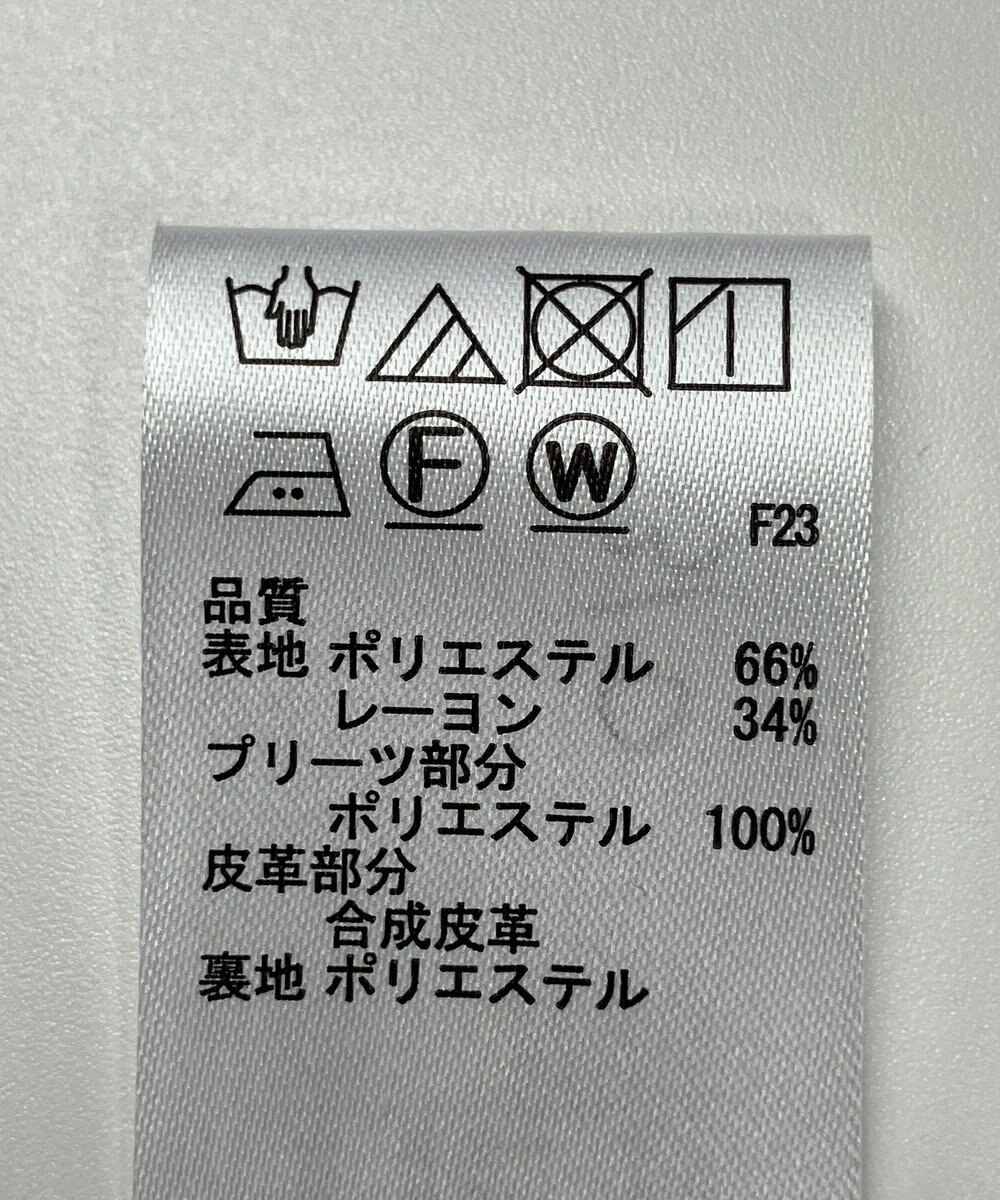 F W
F23
品質
表地 ポリエステル 66%
レーヨン 34%
プリーツ部分
ポリエステル 100%
皮革部分
合成皮革
裏地 ポリエステル